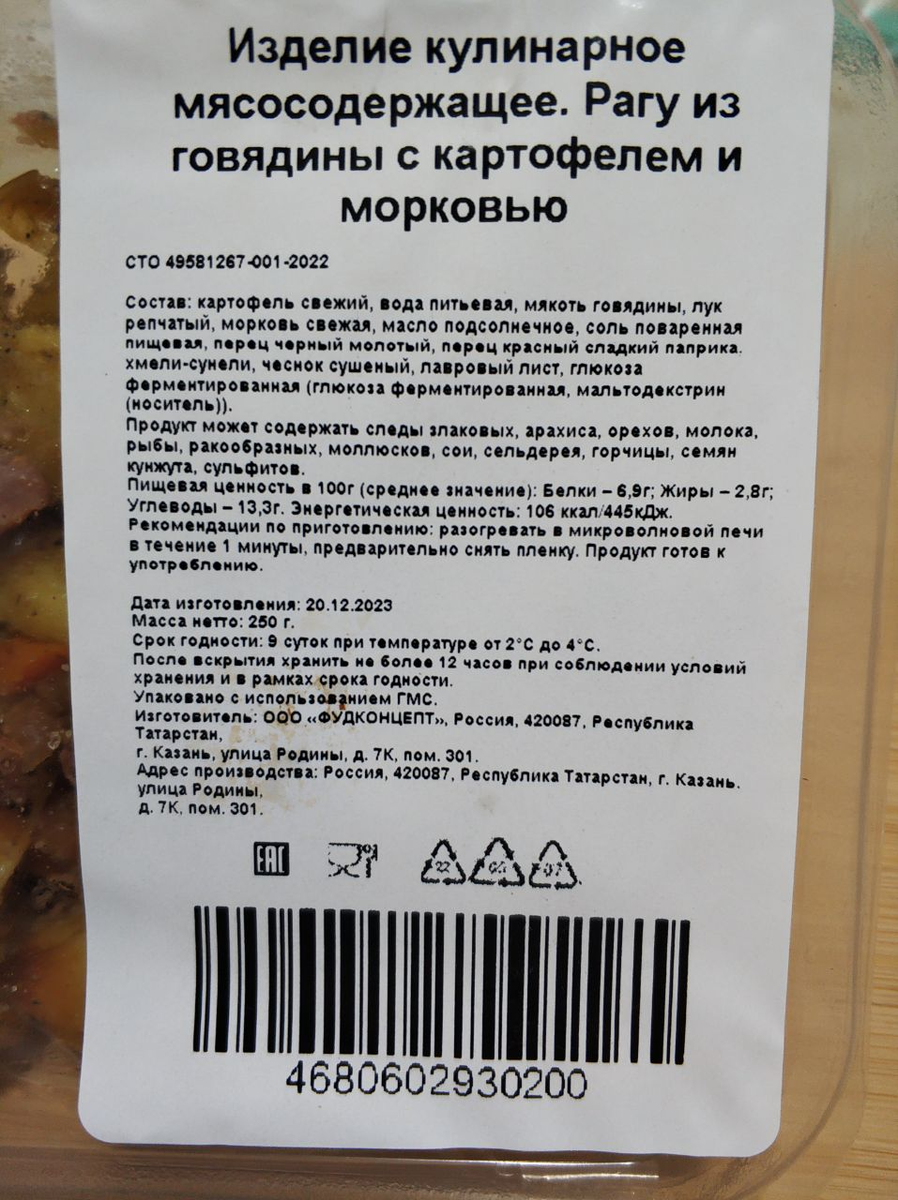 Изделие кулинарное
мясосодержащее. Рагу из
говядины с картофелем и
морковью
СТО 49581267-001-2022
Состав: картофель свежий, вода питьевая, мякоть говядины, лук
репчатый, морковь свежая, масло подсолнечное, соль поваренная
пищевая, перец черный молотый, перец красный сладкий паприка.
хмели-сунели, чеснок сушеный, лавровый лист, глюкоза
ферментированная (глюкоза ферментированная, мальтодекстрин
(носитель)).
Продукт может содержать следы злаковых, арахиса, орехов, молока,
рыбы, ракообразных, моллюсков, сои, сельдерея, горчицы, семян
кунжута, сульфитов.
Пищевая ценность в 100г (среднее значение): Белки – 6,9г; Жиры – 2,8г;
Углеводы – 13,3г. Энергетическая ценность: 106 ккал/445кДж.
Рекомендации по приготовлению: разогревать в микроволновой печи
в течение 1 минуты, предварительно снять пленку. Продукт готов к
употреблению.
Дата изготовления: 20.12.2023
Масса нетто: 250 г.
Срок годности: 9 суток при температуре от 2°С до 4°С.
После вскрытия хранить не более 12 часов при соблюдении условий
хранения и в рамках срока годности.
Упаковано с использованием ГМС.
Изготовитель: ООО «ФУДКОНЦЕПТ», Россия, 420087, Республика
Татарстан,
г. Казань, улица Родины, д. 7К, пом. 301.
Адрес производства: Россия, 420087, Республика Татарстан, г. Казань.
улица Родины,
д. 7К, пом. 301.
EAC
22 07
4680602930200